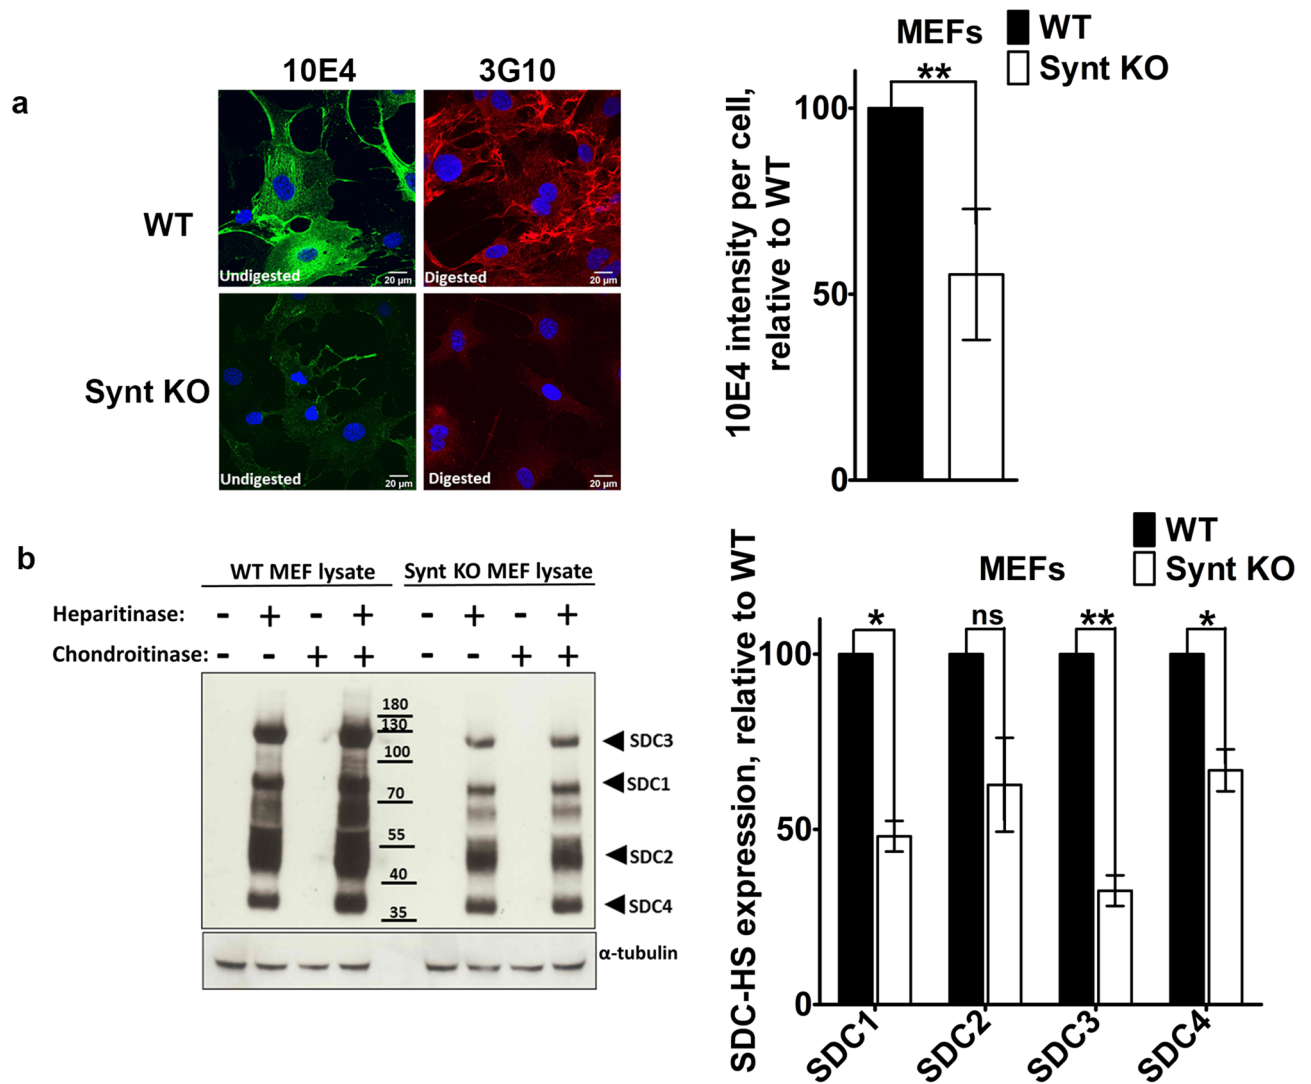 a
10E4
3G10
WT
Undigested
20 µm
Digested
20 µm
Synt KO
Undigested
20 µm
Digested
20 µm
MEFs
WT
Synt KO
**
10E4 intensity per cell,
relative to WT
100
50
0
b
WT MEF lysate
Synt KO MEF lysate
Heparitinase: - + - + - + - +
Chondroitinase: - - + + - - + +
180
130
100
70
55
40
35
SDC3
SDC1
SDC2
SDC4
α-tubulin
WT
Synt KO
MEFs
SDC-HS expression, relative to WT
100
50
0
*
ns
**
*
SDC1
SDC2
SDC3
SDC4